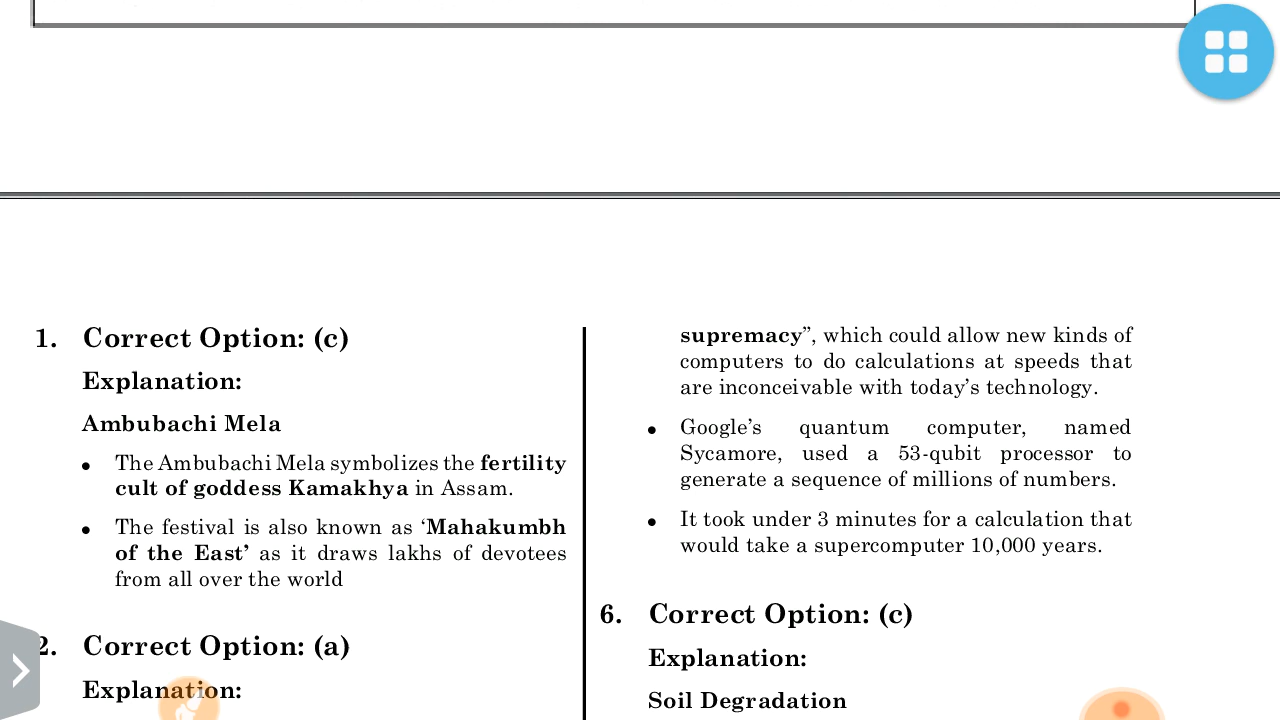 1. Correct Option: (c)
Explanation:
Ambubachi Mela
• The Ambubachi Mela symbolizes the fertility
cult of goddess Kamakhya in Assam.
• The festival is also known as ‘Mahakumbh
of the East’ as it draws lakhs of devotees
from all over the world
2. Correct Option: (a)
Explanation:
supremacy”, which could allow new kinds of
computers to do calculations at speeds that
are inconceivable with today’s technology.
• Google’s quantum computer, named
Sycamore, used a 53-qubit processor to
generate a sequence of millions of numbers.
• It took under 3 minutes for a calculation that
would take a supercomputer 10,000 years.
6. Correct Option: (c)
Explanation:
Soil Degradation